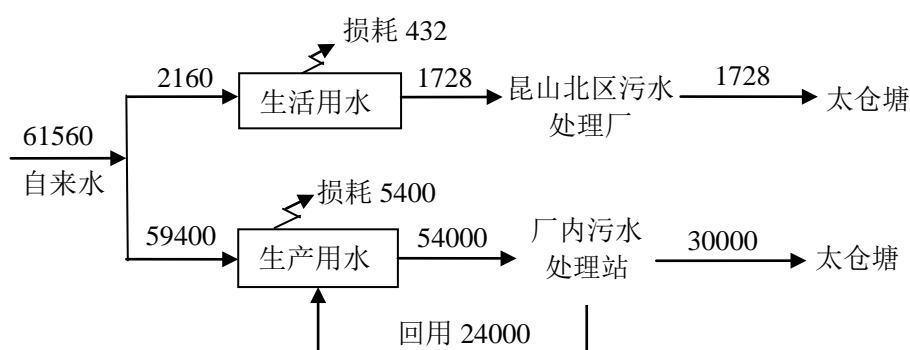 损耗 432
2160
生活用水
1728
昆山北区污水
处理厂
1728
太仓塘
61560
自来水
损耗 5400
59400
生产用水
54000
厂内污水
处理站
30000
太仓塘
回用 24000